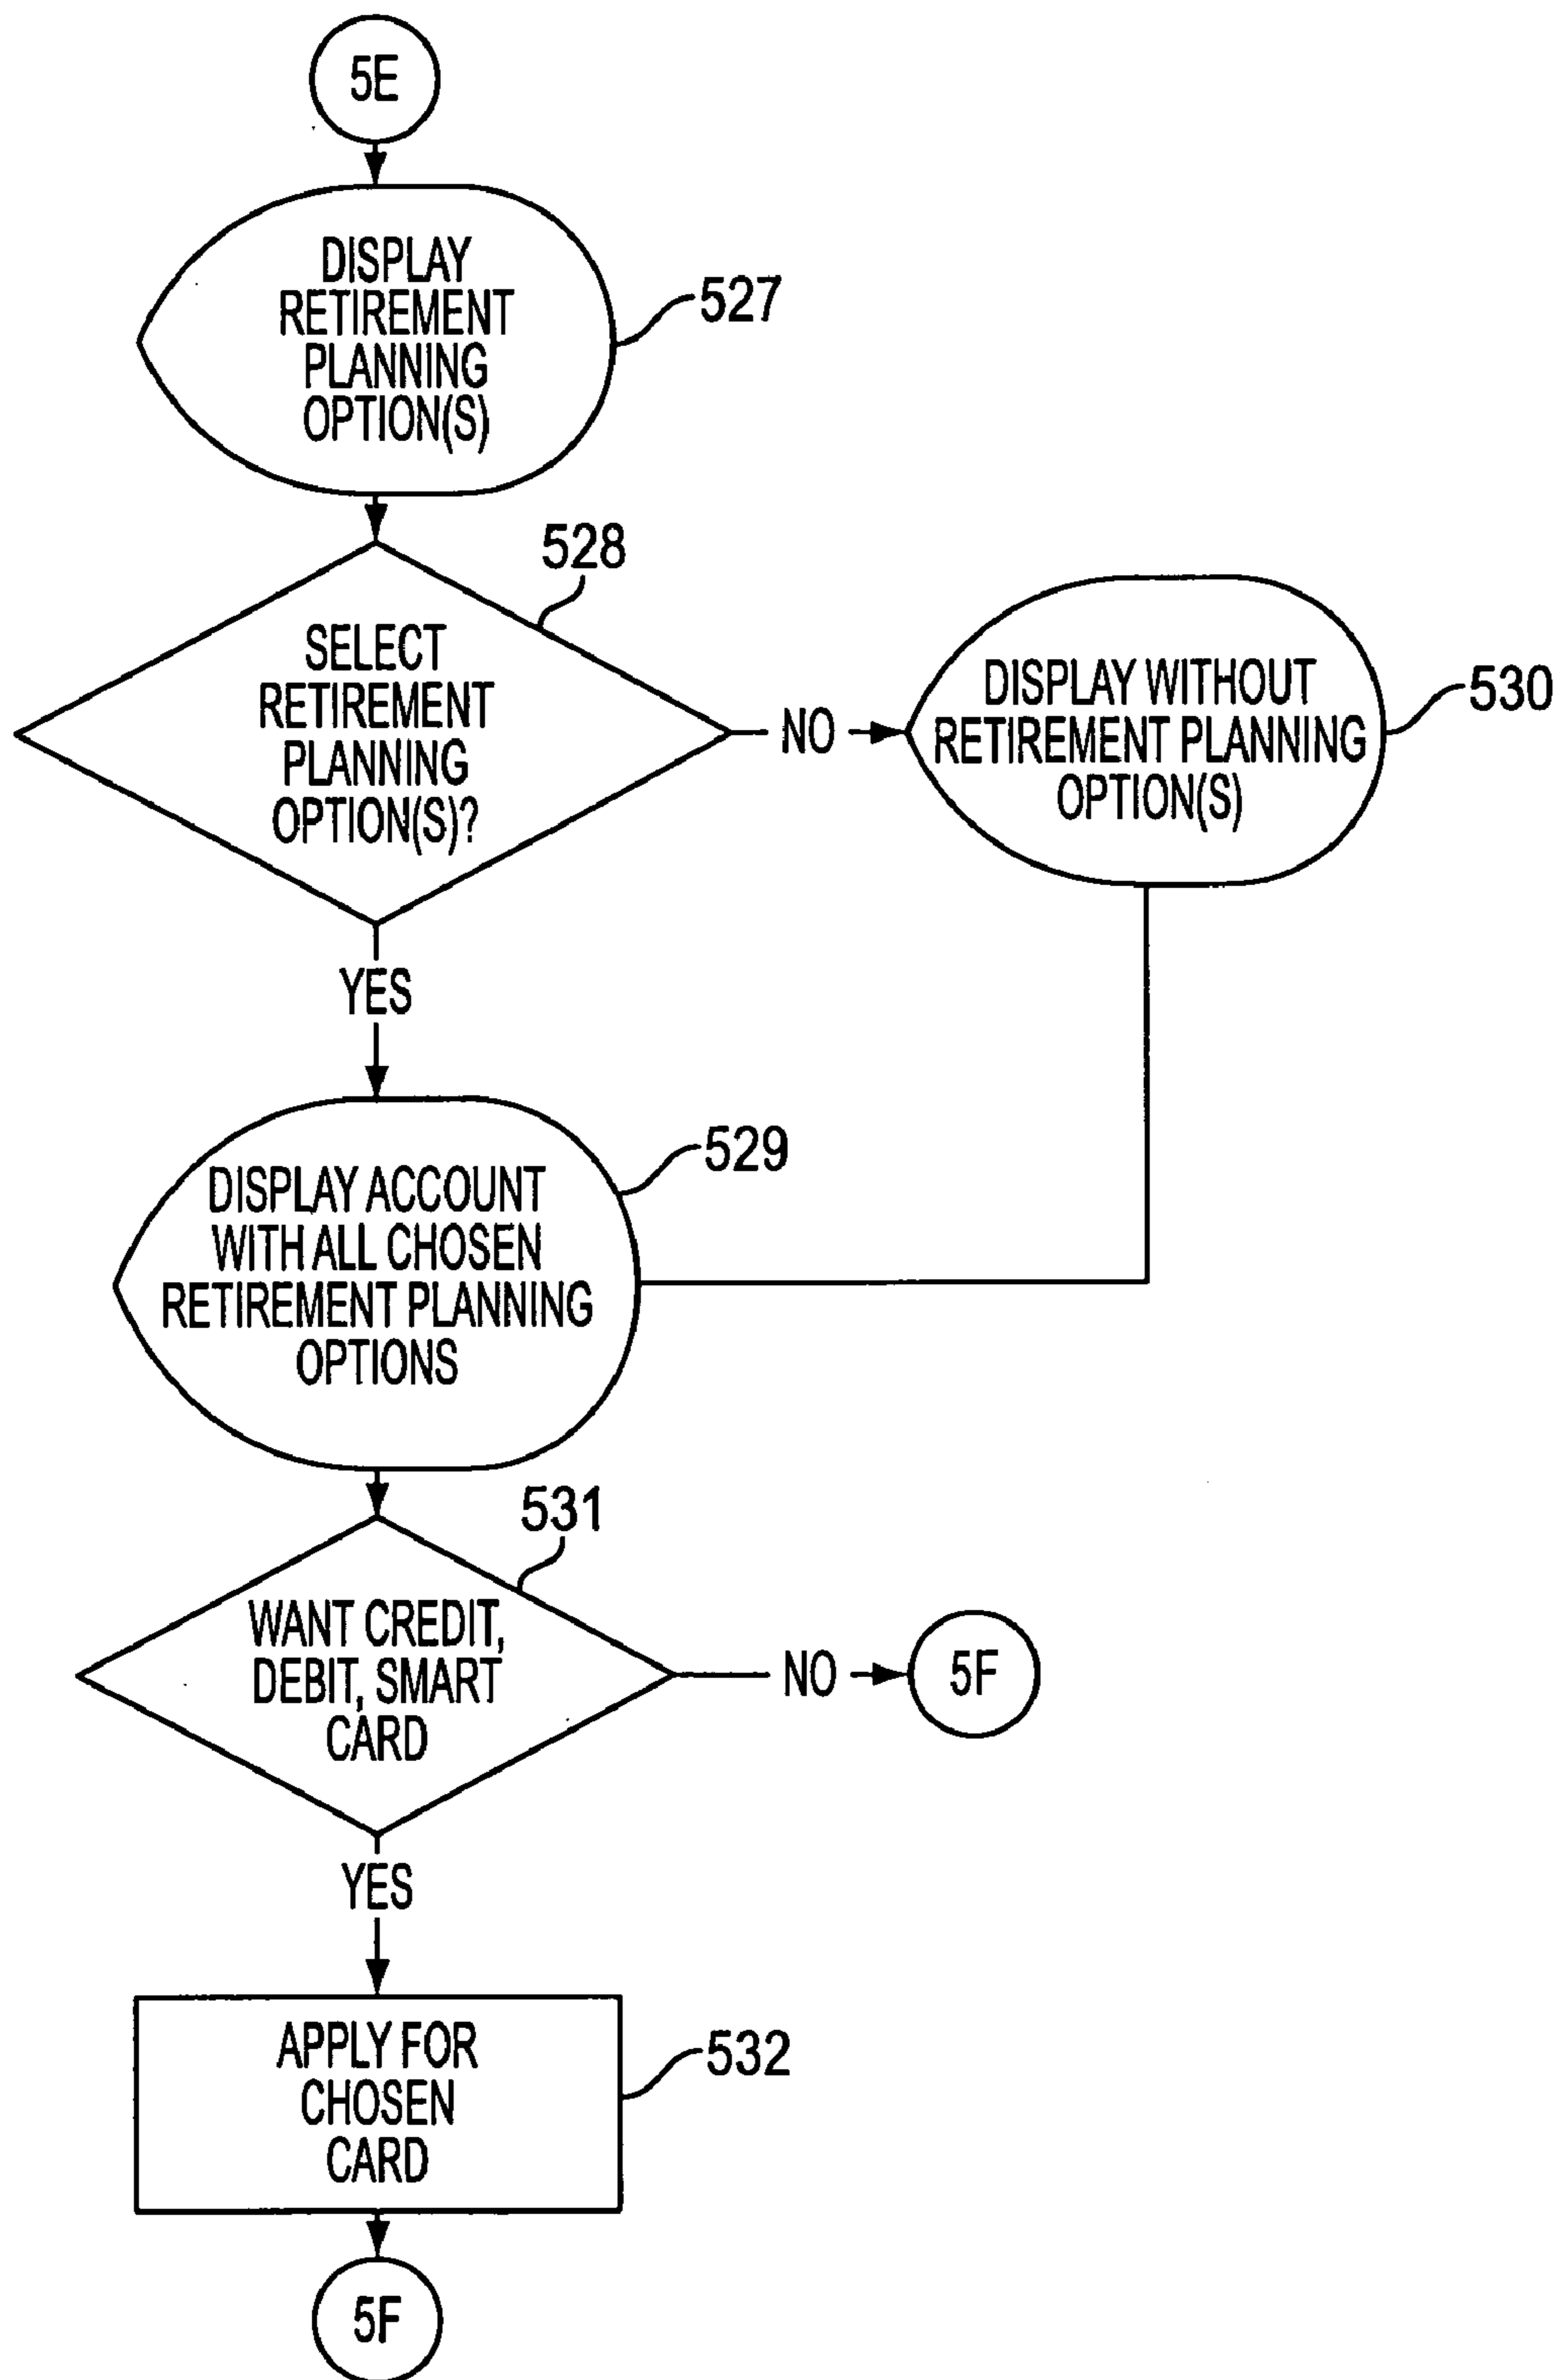 5E
DISPLAY
RETIREMENT
PLANNING
OPTION(S)
527
528
SELECT
RETIREMENT
PLANNING
OPTION(S)?
NO
DISPLAY WITHOUT
RETIREMENT PLANNING
OPTION(S)
530
YES
529
DISPLAY ACCOUNT
WITH ALL CHOSEN
RETIREMENT PLANNING
OPTIONS
531
WANT CREDIT,
DEBIT, SMART
CARD
NO
5F
YES
APPLY FOR
CHOSEN
CARD
532
5F